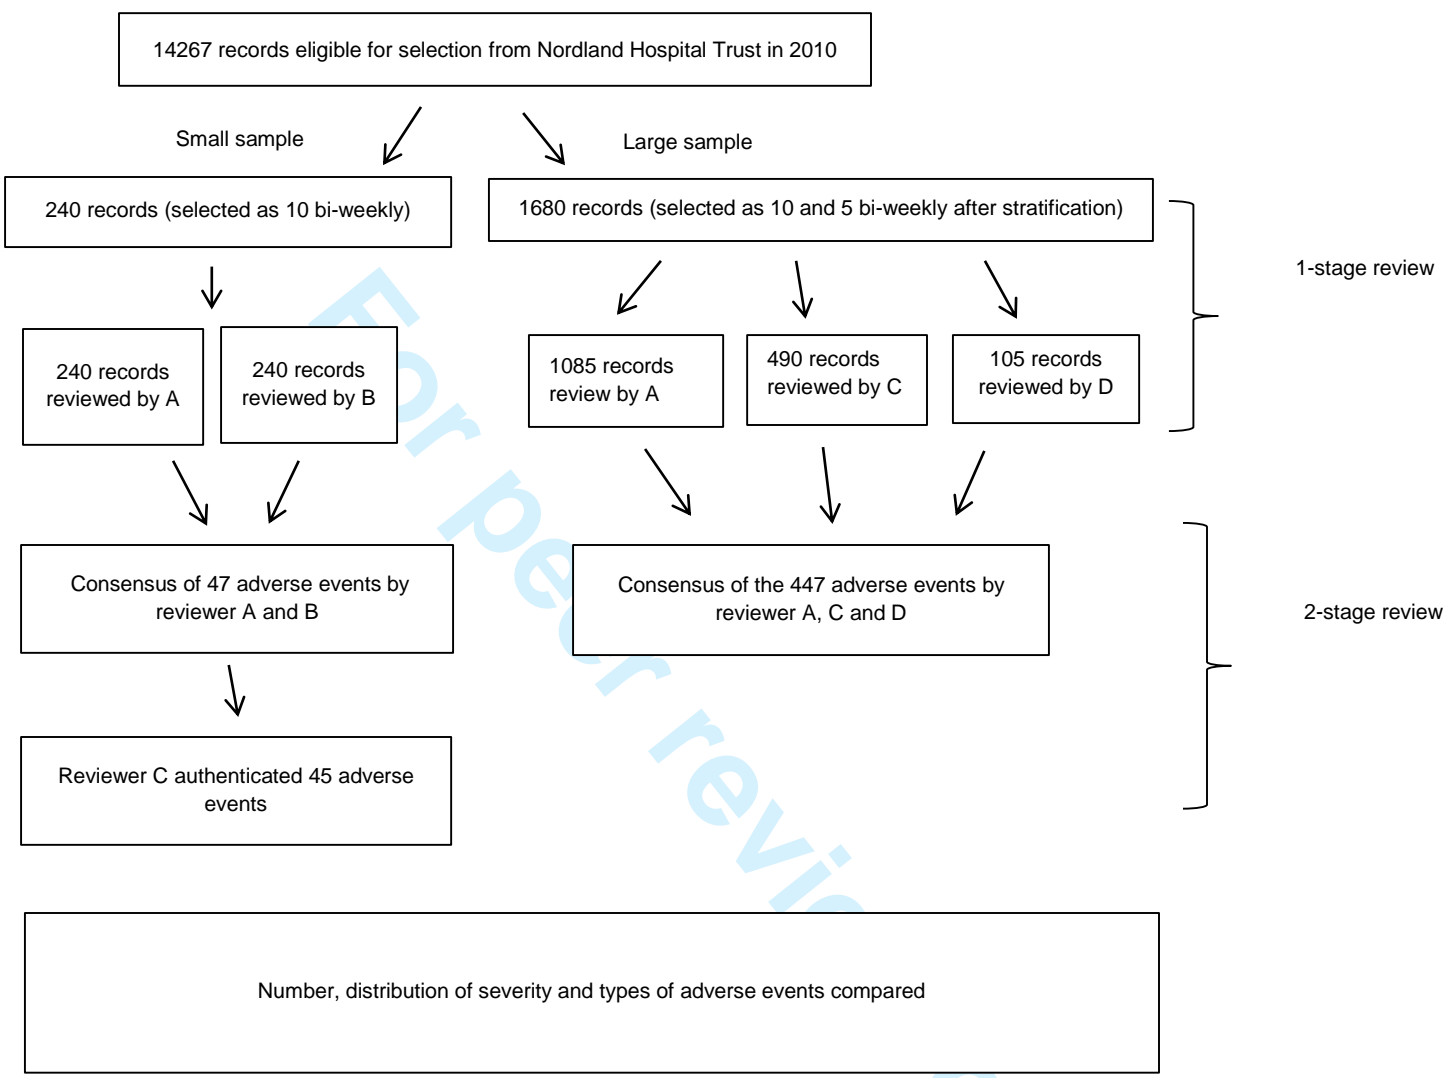 14267 records eligible for selection from Nordland Hospital Trust in 2010
Small sample
Large sample
240 records (selected as 10 bi-weekly)
1680 records (selected as 10 and 5 bi-weekly after stratification)
1-stage review
240 records
reviewed by A
240 records
reviewed by B
1085 records
review by A
490 records
reviewed by C
105 records
reviewed by D
Consensus of 47 adverse events by
reviewer A and B
Consensus of the 447 adverse events by
reviewer A, C and D
2-stage review
Reviewer C authenticated 45 adverse
events
Number, distribution of severity and types of adverse events compared
For peer review